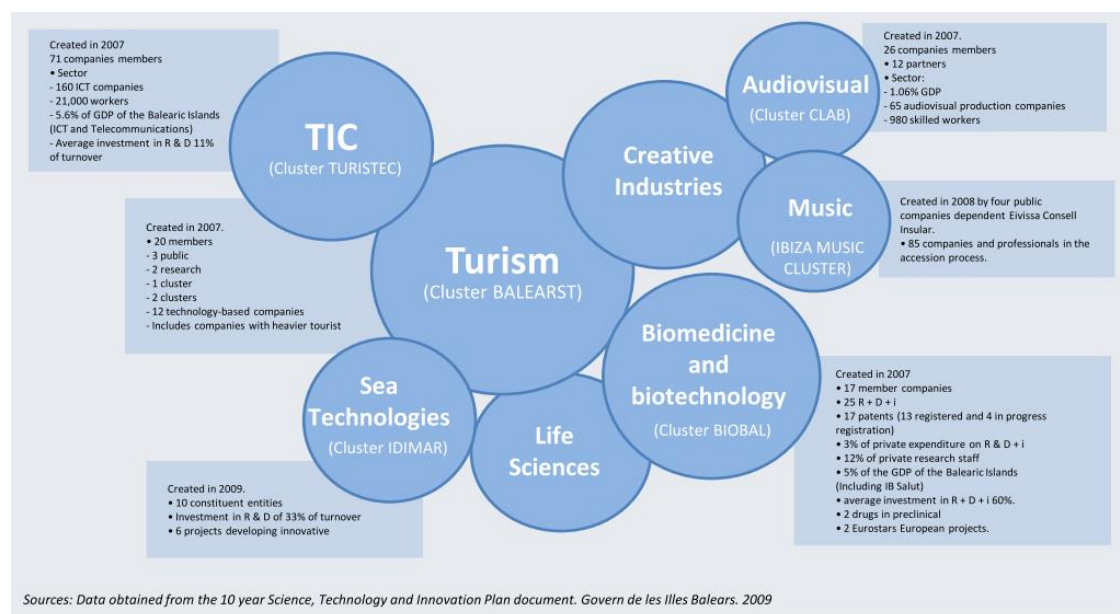 Created in 2007
71 companies members
• Sector
- 160 ICT companies
- 21,000 workers
- 5.6% of GDP of the Balearic Islands
(ICT and Telecommunications)
- Average investment in R & D 11%
of turnover
TIC
(Cluster TURISTEC)
Audiovisual
(Cluster CLAB)
Created in 2007.
26 companies members
• 12 partners
• Sector:
- 1.06% GDP
- 65 audiovisual production companies
- 980 skilled workers
Creative
Industries
Music
(IBIZA MUSIC
CLUSTER)
Created in 2008 by four public
companies dependent Eivissa Consell
Insular.
• 85 companies and professionals in the
accession process.
Created in 2007.
• 20 members
- 3 public
- 2 research
- 1 cluster
- 2 clusters
- 12 technology-based companies
- Includes companies with heavier tourist
Turism
(Cluster BALEARST)
Biomedicine
and
biotechnology
(Cluster BIOBAL)
Created in 2007
• 17 member companies
• 25 R + D + i
• 17 patents (13 registered and 4 in progress
registration)
• 3% of private expenditure on R & D + i
• 12% of private research staff
• 5% of the GDP of the Balearic Islands
(Including IB Salut)
• average investment in R + D + i 60%.
• 2 drugs in preclinical
• 2 Eurostars European projects.
Sea
Technologies
(Cluster IDIMAR)
Life
Sciences
Created in 2009.
• 10 constituent entities
• Investment in R & D of 33% of turnover
• 6 projects developing innovative
Sources: Data obtained from the 10 year Science, Technology and Innovation Plan document. Govern de les Illes Balears. 2009